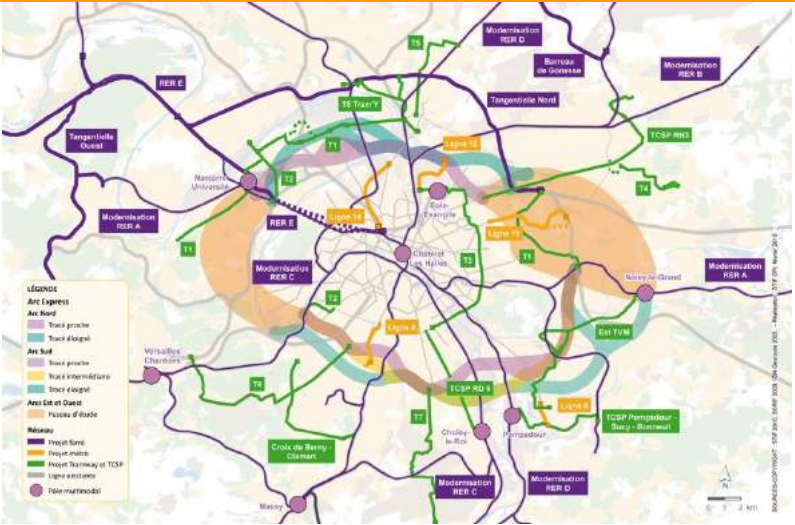 Modernisation
RER D
T5
Barreau
de Gonesse
Modernisation
RER B
RER E
T8 Tram'Y
Tangentielle Nord
Tangentielle
Ouest
TCSP RN3
T1
Ligne 12
Nanterre
Université
T2
T4
Evangile
Modernisation
RER A
RER E
Ligne 14
Ligne 11
T1
T1
Châtelet
Les Halles
T3
Modernisation
RER C
Noisy-le-Grand
Modernisation
RER A
T2
Ligne 4
Est TVM
Versailles
Chantiers
T6
TCSP RD 5
Croix de Berny -
Clamart
T7
Choisy-
le-Roi
Pompadour
TCSP Pompadour -
Sucy - Bonneuil
Modernisation
RER C
Modernisation
RER D
Massy
LÉGENDE
Arc Express
Arc Nord
Tracé proche
Tracé éloigné
Arc Sud
Tracé proche
Tracé intermédiaire
Tracé éloigné
Arcs Est et Ouest
Fuseau d'étude
Réseau
Projet ferré
Projet métro
Projet Tramway et TCSP
Ligne existante
Pôle multimodal
N
0
2 km